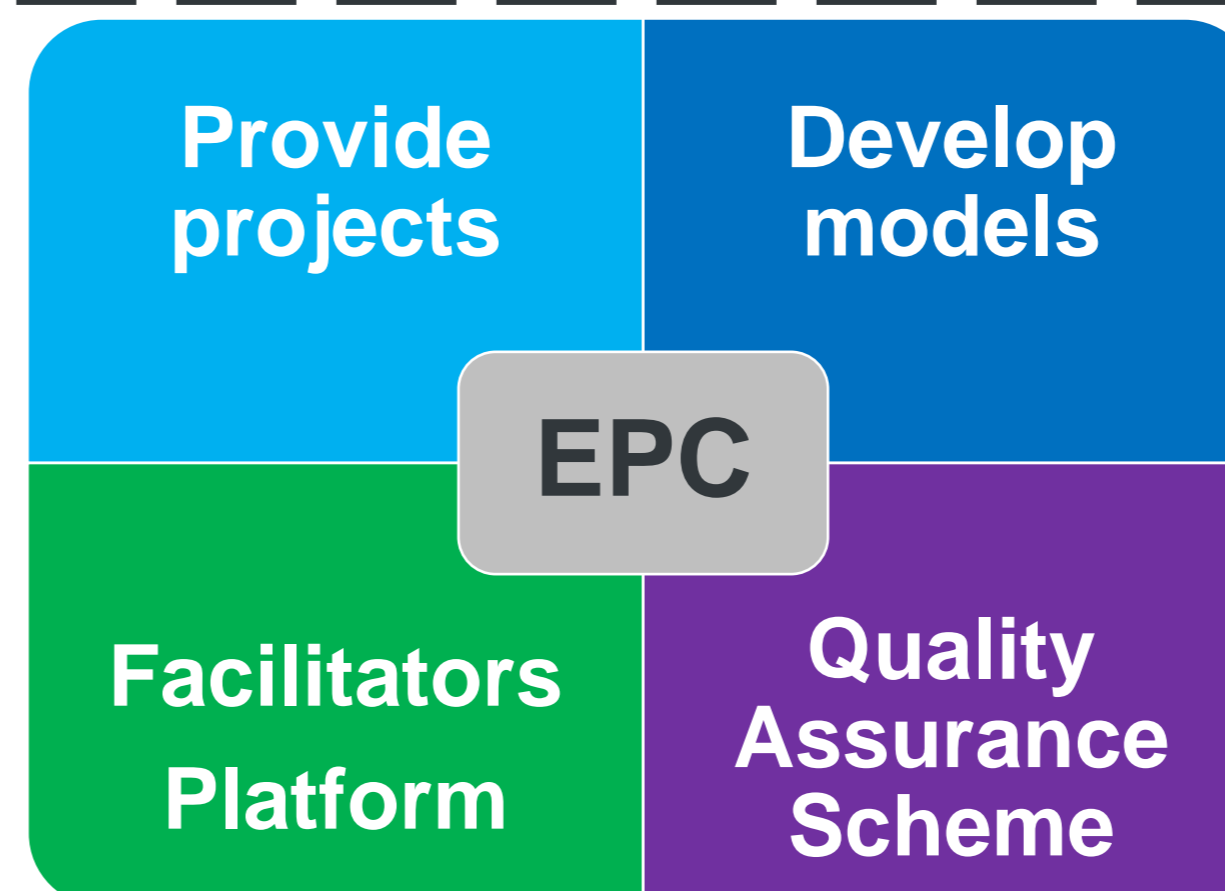 Provide
projects
Develop
models
EPC
Facilitators
Platform
Quality
Assurance
Scheme